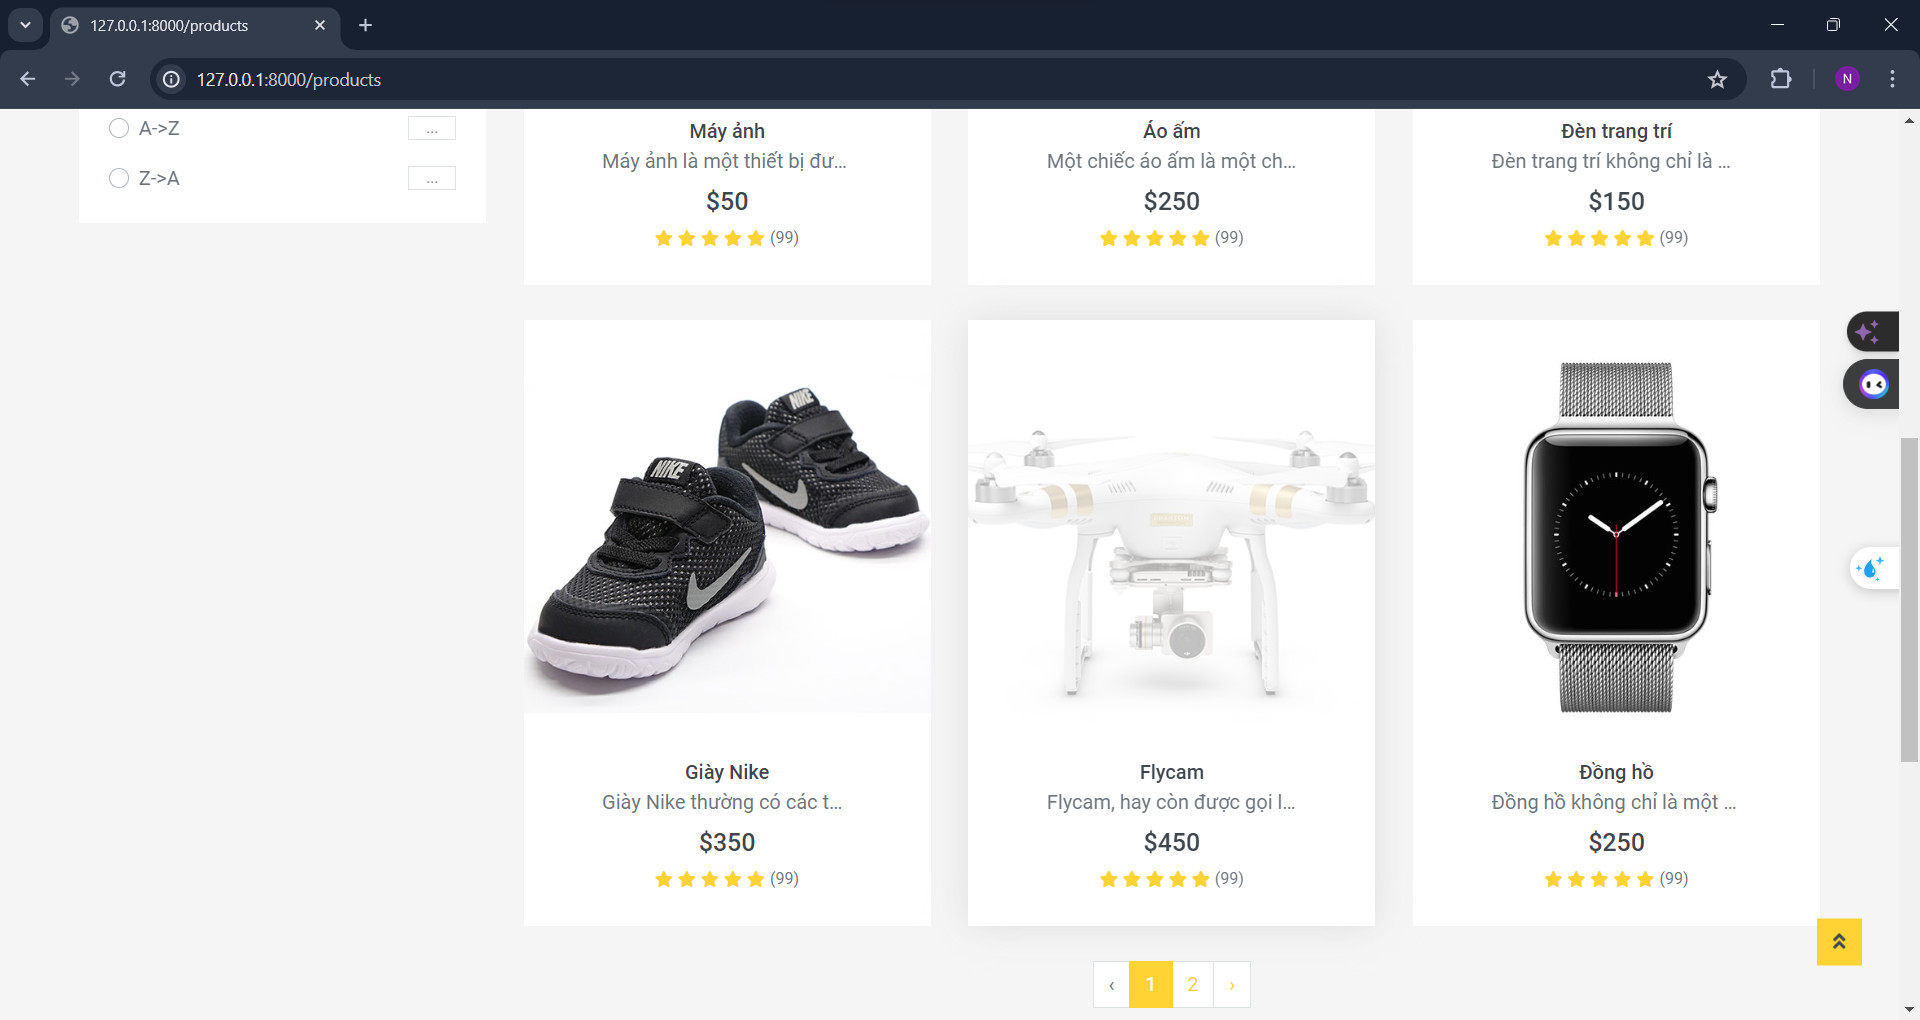 127.0.0.1:8000/products
127.0.0.1:8000/products
N
A->Z
...
Z->A
...
Máy ảnh
Máy ảnh là một thiết bị đư...
$50
(99)
Áo ấm
Một chiếc áo ấm là một ch...
$250
(99)
Đèn trang trí
Đèn trang trí không chỉ là ...
$150
(99)
NIKE
NIKE
Giày Nike
Giày Nike thường có các t...
$350
(99)
PHANTOM
Flycam
Flycam, hay còn được gọi l...
$450
(99)
Đồng hồ
Đồng hồ không chỉ là một ...
$250
(99)
‹ 1 2 ›